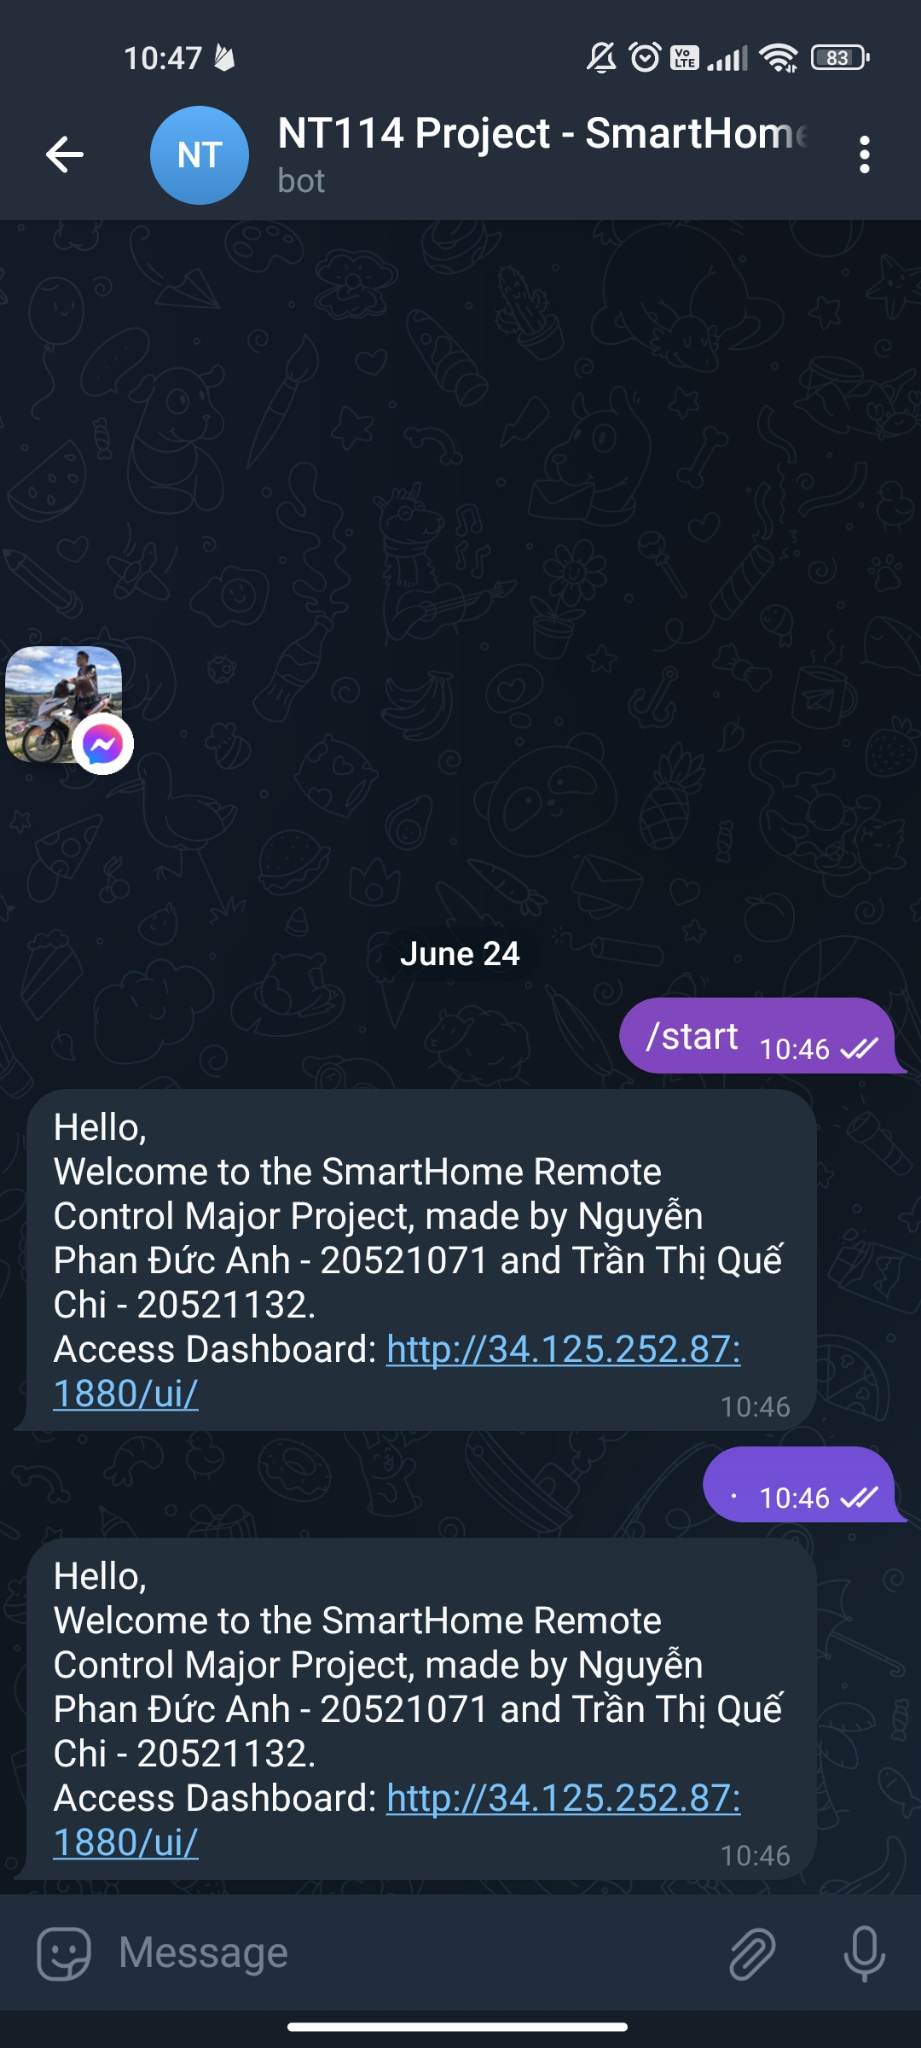 10:47
Vo
LTE
83
NT
NT114 Project - SmartHome
bot
June 24
/start 10:46
Hello,
Welcome to the SmartHome Remote
Control Major Project, made by Nguyễn
Phan Đức Anh - 20521071 and Trần Thị Quế
Chi - 20521132.
Access Dashboard: http://34.125.252.87:
1880/ui/
10:46
. 10:46
Hello,
Welcome to the SmartHome Remote
Control Major Project, made by Nguyễn
Phan Đức Anh - 20521071 and Trần Thị Quế
Chi - 20521132.
Access Dashboard: http://34.125.252.87:
1880/ui/
10:46
Message